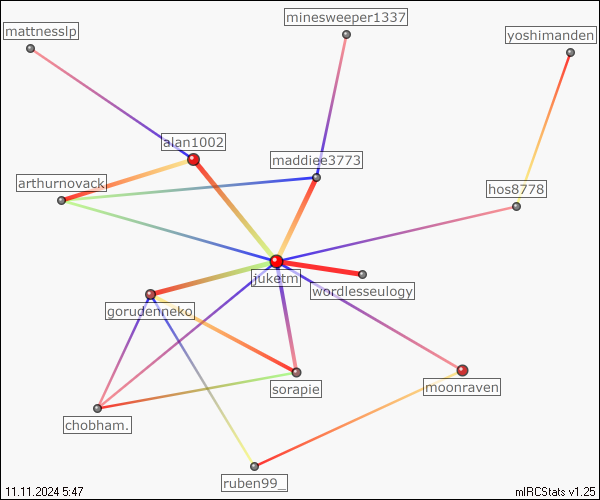 minesweeper1337
mattnesslp
yoshimanden
alan1002
maddiee3773
arthurnovack
hos8778
juketm
wordlesseulogy
gorudenneko
sorapie
moonraven
chobham.
ruben99_
11.11.2024 5:47
mIRCStats v1.25